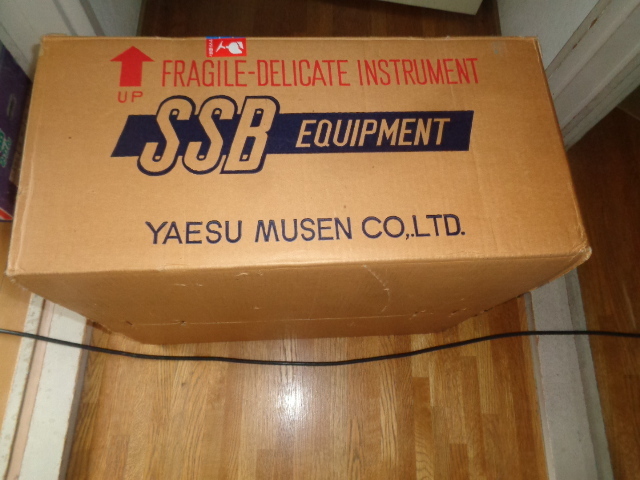 FRAGILE-DELICATE INSTRUMENT
UP
SSB EQUIPMENT
YAESU MUSEN CO.,LTD.